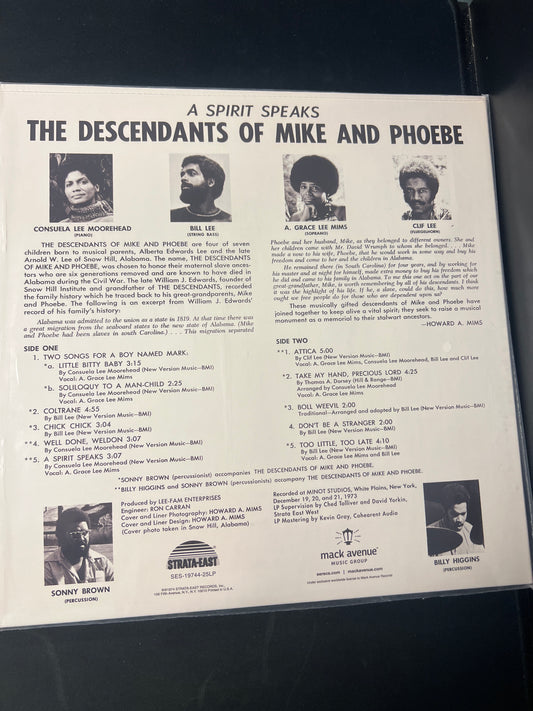 A SPIRIT SPEAKS
THE DESCENDANTS OF MIKE AND PHOEBE
CONSUELA LEE MOOREHEAD
(PIANO)
BILL LEE
(STRING BASS)
A. GRACE LEE MIMS
(SOPRANO)
CLIF LEE
(FLUEGELHORN)
THE DESCENDANTS OF MIKE AND PHOEBE are four of seven
children born to musical parents, Alberta Edwards Lee and the late
Arnold W. Lee of Snow Hill, Alabama. The name, THE DESCENDANTS
OF MIKE AND PHOEBE, was chosen to honor their maternal slave ances-
tors who are six generations removed and are known to have died in
Alabama during the Civil War. The late William J. Edwards, founder of
Snow Hill Institute and grandfather of THE DESCENDANTS, recorded
the family history which he traced back to his great-grandparents, Mike
and Phoebe. The following is an excerpt from William J. Edwards'
record of his family's history:
Alabama was admitted to the union as a state in 1819. At that time there
was a great migration from the seaboard states to the new state of Alabama. (Mike
and Phoebe had been slaves in south Carolina.) . . . This migration separated
Phoebe and her husband, Mike, as they belonged to different owners. She and
her children came with Mr. David Wrumph to whom she belonged. . . . Mike
made a vow to his wife, Phoebe, that he would work in some way and buy his
freedom and come to her and the children in Alabama.
He remained there (in South Carolina) for four years, and by working for
his master and at night for himself, made extra money to buy his freedom which
he did and came to his family in Alabama. To me this one act on the part of our
great-grandfather, Mike, is worth remembering by all of his descendants. I think
it was the highlight of his life. If he, a slave, could do this, how much more
ought we free people do for those who are dependent upon us?
These musically gifted descendants of Mike and Phoebe have
joined together to keep alive a vital spirit, they seek to raise a musical
monument as a memorial to their stalwart ancestors.
—HOWARD A. MIMS
SIDE ONE
1. TWO SONGS FOR A BOY NAMED MARK:
*a. LITTLE BITTY BABY 3:15
By Consuela Lee Moorehead (New Version Music—BMI)
Vocal: A. Grace Lee Mims
*b. SOLILOQUY TO A MAN-CHILD 2:25
By Consuela Lee Moorehead (New Version Music—BMI)
Vocal: A. Grace Lee Mims
*2. COLTRANE 4:55
By Bill Lee (New Version Music—BMI)
*3. CHICK CHICK 3:04
By Bill Lee (New Version Music—BMI)
**4. WELL DONE, WELDON 3:07
By Consuela Lee Moorehead (New Version Music—BMI)
**5. A SPIRIT SPEAKS 3:07
By Consuela Lee Moorehead (New Version Music—BMI)
Vocal: A. Grace Lee Mims
SIDE TWO
**1. ATTICA 5:00
By Clif Lee (New Version Music—BMI)
Vocal: A. Grace Lee Mims, Consuela Lee Moorehead, Bill Lee and Clif Lee
*2. TAKE MY HAND, PRECIOUS LORD 4:25
By Thomas A. Dorsey (Hill & Range—BMI)
Arranged by Consuela Lee Moorehead
Vocal: A. Grace Lee Mims
*3. BOLL WEEVIL 2:00
Traditional—Arranged and adapted by Bill Lee (New Version Music—BMI)
4. DON'T BE A STRANGER 2:00
By Bill Lee (New Version Music—BMI)
*5. TOO LITTLE, TOO LATE 4:10
By Bill Lee (New Version Music—BMI)
Vocal: A. Grace Lee Mims and Bill Lee
*SONNY BROWN (percussionist) accompanies THE DESCENDANTS OF MIKE AND PHOEBE.
**BILLY HIGGINS and SONNY BROWN (percussionists) accompany THE DESCENDANTS OF MIKE AND PHOEBE.
Produced by LEE-FAM ENTERPRISES
Engineer: RON CARRAN
Cover and Liner Photography: HOWARD A. MIMS
Cover and Liner Design: HOWARD A. MIMS
(Cover photo taken in Snow Hill, Alabama)
Recorded at MINOT STUDIOS, White Plains, New York,
December 19, 20, and 21, 1973
LP Supervision by Ched Tolliver and David Torkin,
Strata East West
LP Mastering by Kevin Gray, Cohearent Audio
SONNY BROWN
(PERCUSSION)
STRATA-EAST
SES-19744-25LP
mack avenue
MUSIC GROUP
BILLY HIGGINS
(PERCUSSION)